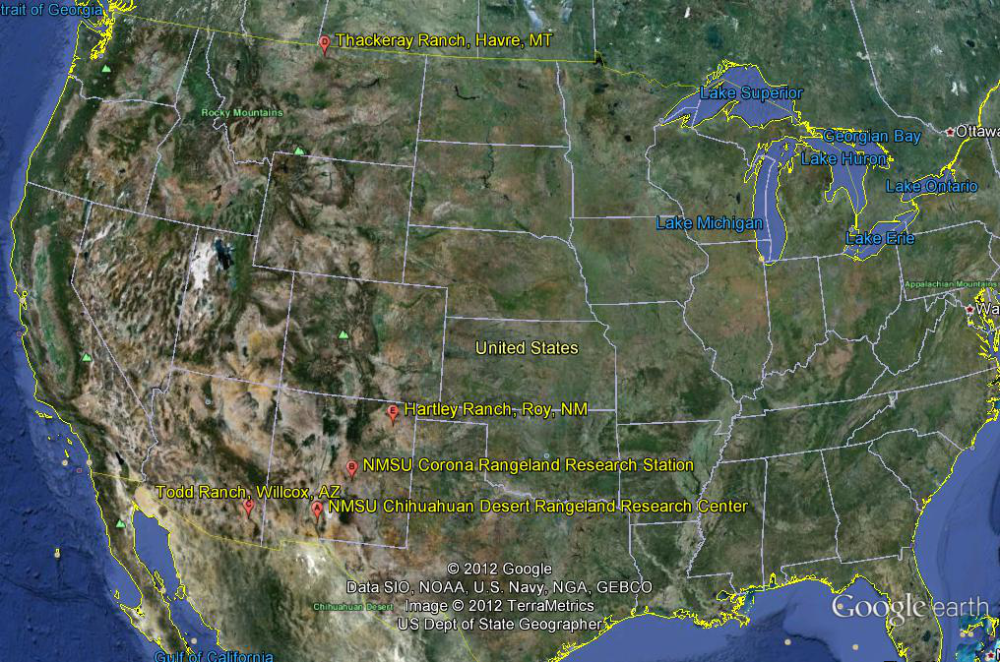 trait of Georgia
D
Thackeray Ranch, Havre, MT
Lake Superior
Rocky Mountains
Ottawa
Georgian Bay
Lake Huron
Lake Ontario
Lake Michigan
Lake Erie
Appalachian Mountains
Wa
United States
E
Hartley Ranch, Roy, NM
B
NMSU Corona Rangeland Research Station
Todd Ranch, Willcox, AZ
C
A
NMSU Chihuahuan Desert Rangeland Research Center
© 2012 Google
Data SIO, NOAA, U.S. Navy, NGA, GEBCO
Chihuahuan Desert
Image © 2012 TerraMetrics
US Dept of State Geographer
Google earth
Gulf of California